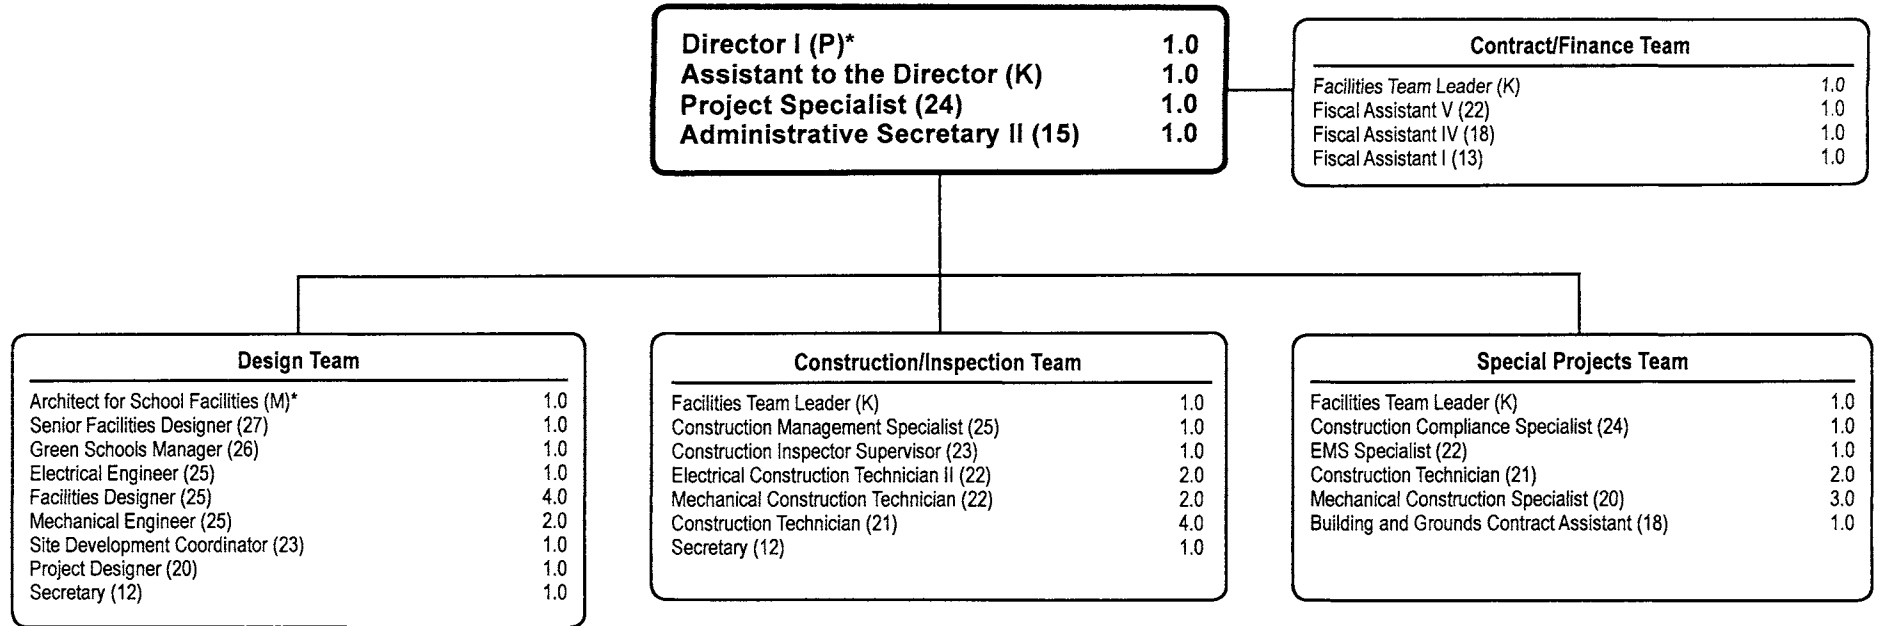 Director I (P)* 1.0
Assistant to the Director (K) 1.0
Project Specialist (24) 1.0
Administrative Secretary II (15) 1.0
Contract/Finance Team
Facilities Team Leader (K) 1.0
Fiscal Assistant V (22) 1.0
Fiscal Assistant IV (18) 1.0
Fiscal Assistant I (13) 1.0
Design Team
Architect for School Facilities (M)* 1.0
Senior Facilities Designer (27) 1.0
Green Schools Manager (26) 1.0
Electrical Engineer (25) 1.0
Facilities Designer (25) 4.0
Mechanical Engineer (25) 2.0
Site Development Coordinator (23) 1.0
Project Designer (20) 1.0
Secretary (12) 1.0
Construction/Inspection Team
Facilities Team Leader (K) 1.0
Construction Management Specialist (25) 1.0
Construction Inspector Supervisor (23) 1.0
Electrical Construction Technician II (22) 2.0
Mechanical Construction Technician (22) 2.0
Construction Technician (21) 4.0
Secretary (12) 1.0
Special Projects Team
Facilities Team Leader (K) 1.0
Construction Compliance Specialist (24) 1.0
EMS Specialist (22) 1.0
Construction Technician (21) 2.0
Mechanical Construction Specialist (20) 3.0
Building and Grounds Contract Assistant (18) 1.0